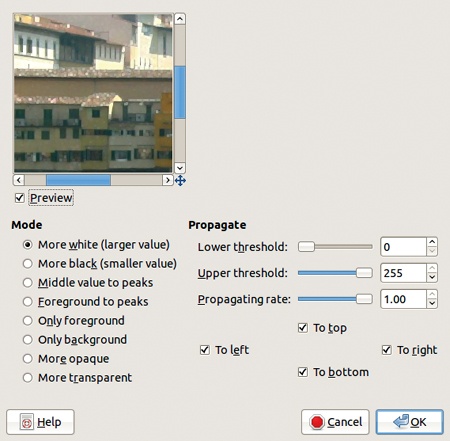 Preview
Mode
More white (larger value)
More black (smaller value)
Middle value to peaks
Foreground to peaks
Only foreground
Only background
More opaque
More transparent
Propagate
Lower threshold: 0
Upper threshold: 255
Propagating rate: 1.00
To top
To left To right
To bottom
Help Cancel OK